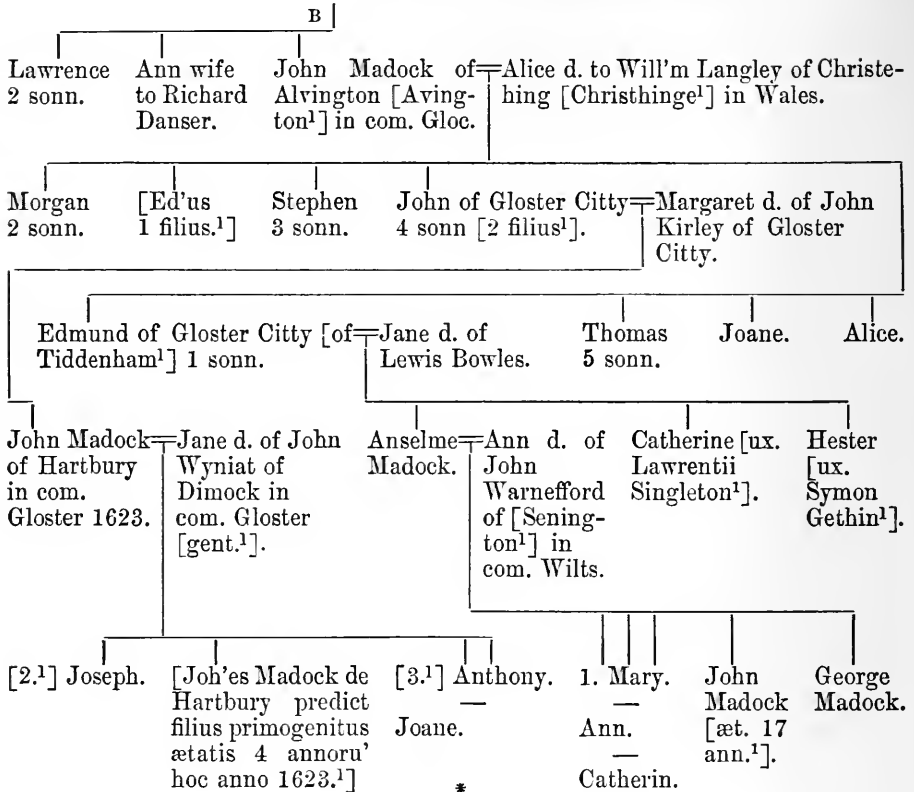 B
Lawrence
2 sonn.
Ann wife
to Richard
Danser.
John Madock of
Alvington [Aving-
ton¹] in com. Gloc.
Alice d. to Will'm Langley of Christe-
hing [Christhinge¹] in Wales.
Morgan
2 sonn.
[Ed'us
1 filius.¹]
Stephen
3 sonn.
John of Gloster Citty
4 sonn [2 filius¹].
Margaret d. of John
Kirley of Gloster
Citty.
Edmund of Gloster Citty [of
Tiddenham¹] 1 sonn.
Jane d. of
Lewis Bowles.
Thomas
5 sonn.
Joane.
Alice.
John Madock
of Hartbury
in com.
Gloster 1623.
Jane d. of John
Wyniat of
Dimock in
com. Gloster
[gent.¹].
Anselme
Madock.
Ann d. of
John
Warnefford
of [Sening-
ton¹] in
com. Wilts.
Catherine [ux.
Lawrentii
Singleton¹].
Hester
[ux.
Symon
Gethin¹].
[2.¹] Joseph.
[Joh'es Madock de
Hartbury predict
filius primogenitus
ætatis 4 annoru'
hoc anno 1623.¹]
[3.¹] Anthony.
—
Joane.
1. Mary.
—
Ann.
—
Catherin.
John
Madock
[æt. 17
ann.¹].
George
Madock.
*